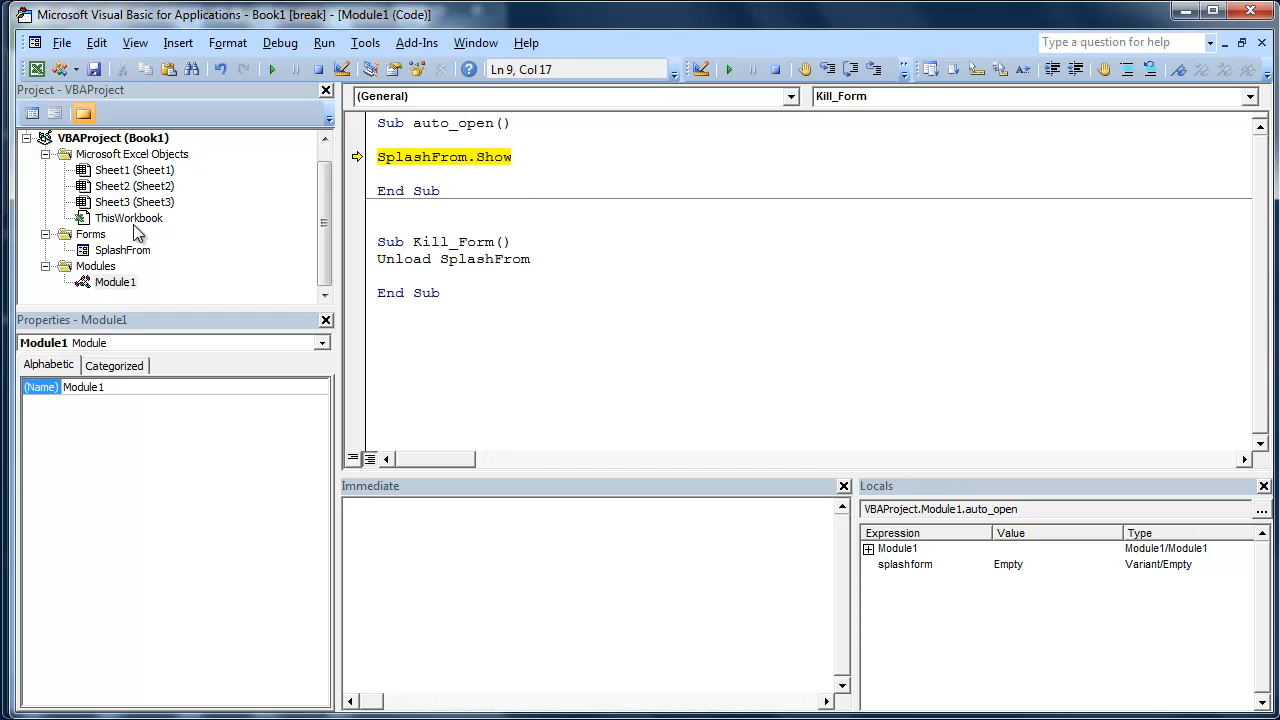 Microsoft Visual Basic for Applications - Book1 [break] - [Module1 (Code)]
File Edit View Insert Format Debug Run Tools Add-Ins Window Help
Type a question for help
Ln 9, Col 17
Project - VBAProject
(General)
Kill_Form
VBAProject (Book1)
Microsoft Excel Objects
Sheet1 (Sheet1)
Sheet2 (Sheet2)
Sheet3 (Sheet3)
ThisWorkbook
Forms
SplashFrom
Modules
Module1
Sub auto_open()
SplashFrom.Show
End Sub
Sub Kill_Form()
Unload SplashFrom
End Sub
Properties - Module1
Module1 Module
Alphabetic Categorized
(Name) Module1
Immediate
Locals
VBAProject.Module1.auto_open
Expression Value Type
Module1 Module1/Module1
splashform Empty Variant/Empty